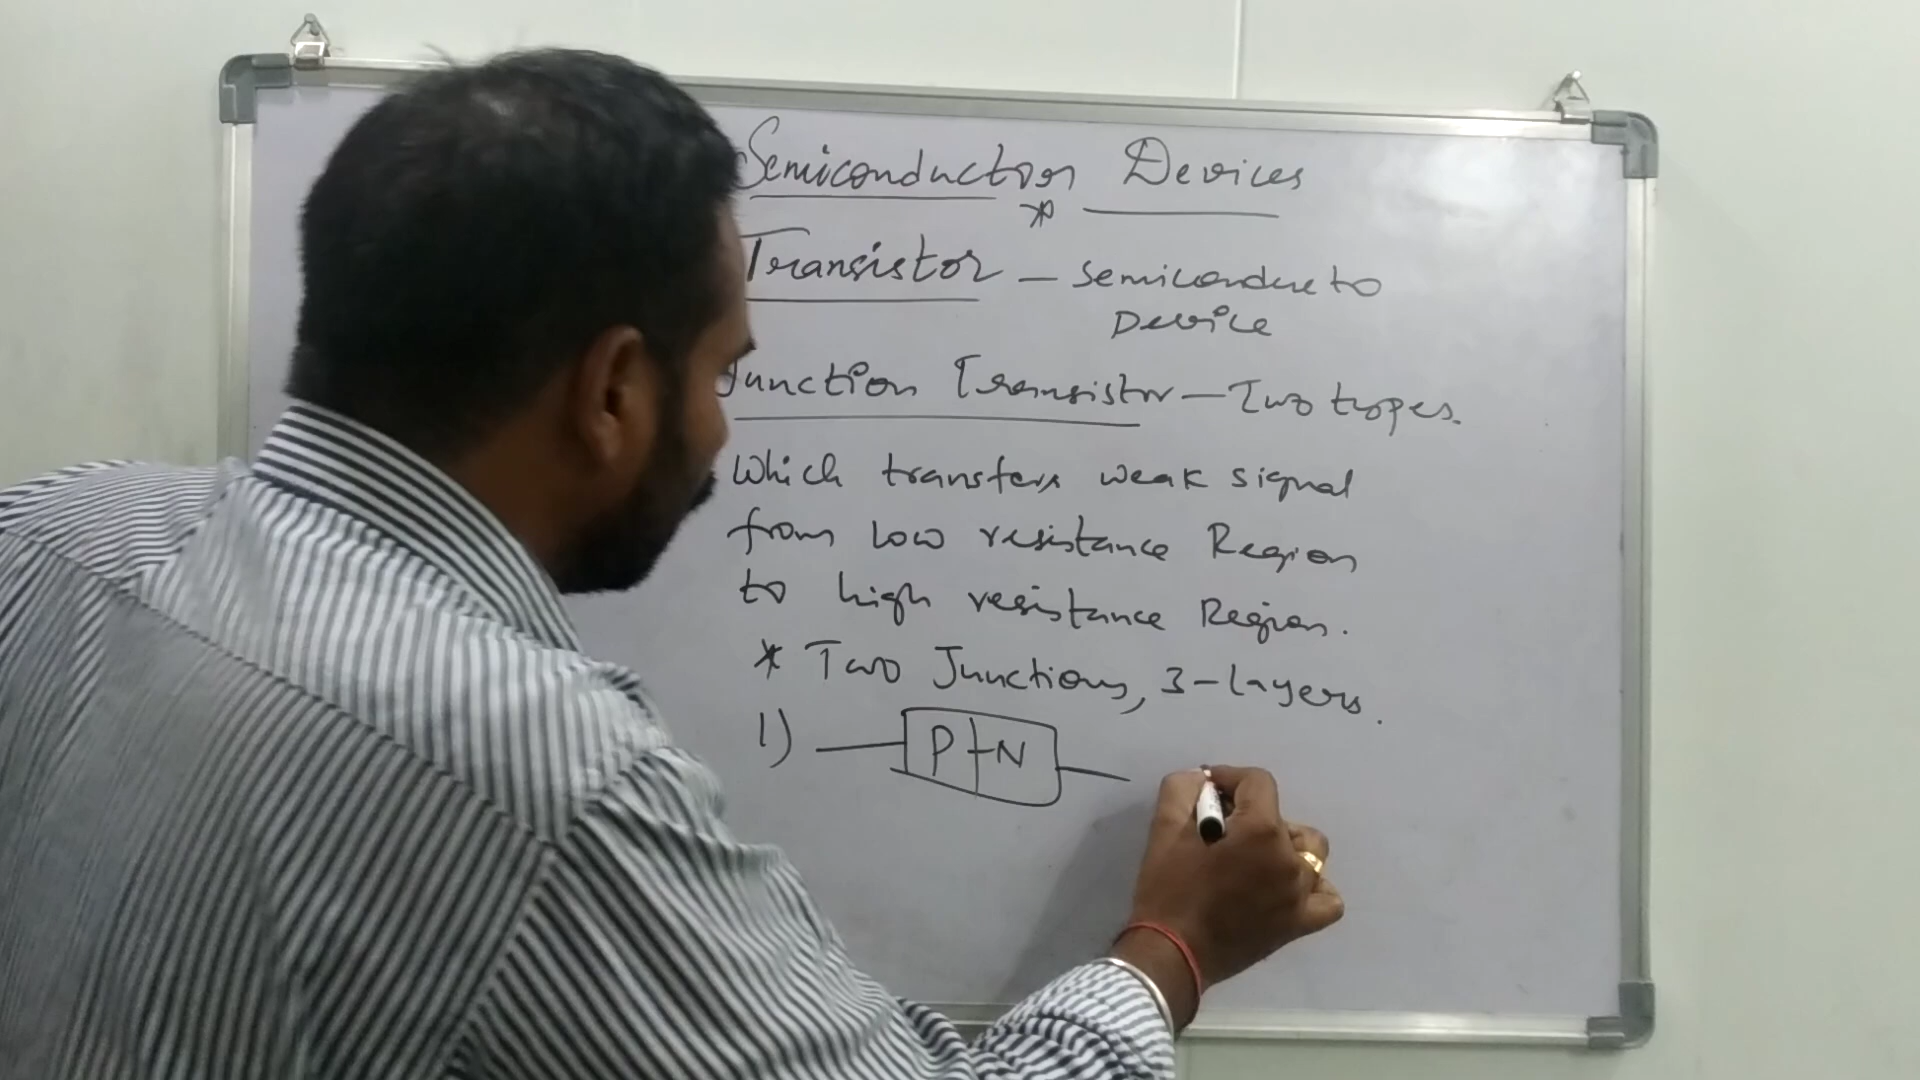 Semiconductor Devices
*
Transistor – semiconducto
Device
Junction Transistor – Two types.
Which transfers weak signal
from Low resistance Region
to high resistance Region.
* Two Junctions, 3-Layers.
1) P N